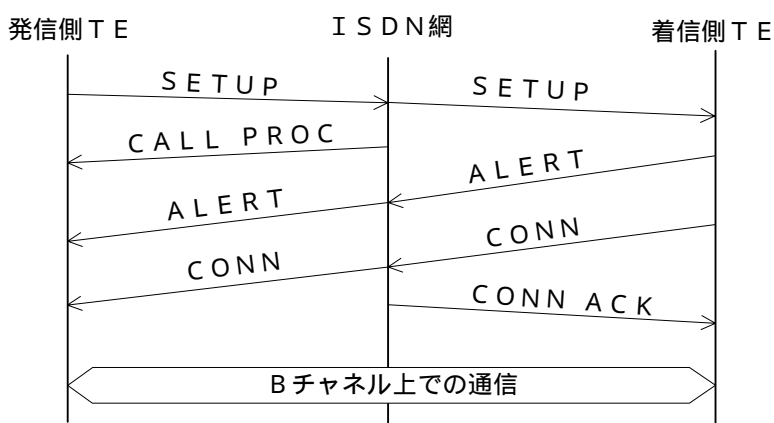 発信側ＴＥ
ＩＳＤＮ網
着信側ＴＥ
ＳＥＴＵＰ
ＳＥＴＵＰ
ＣＡＬＬ ＰＲＯＣ
ＡＬＥＲＴ
ＡＬＥＲＴ
ＣＯＮＮ
ＣＯＮＮ
ＣＯＮＮ ＡＣＫ
Ｂチャネル上での通信